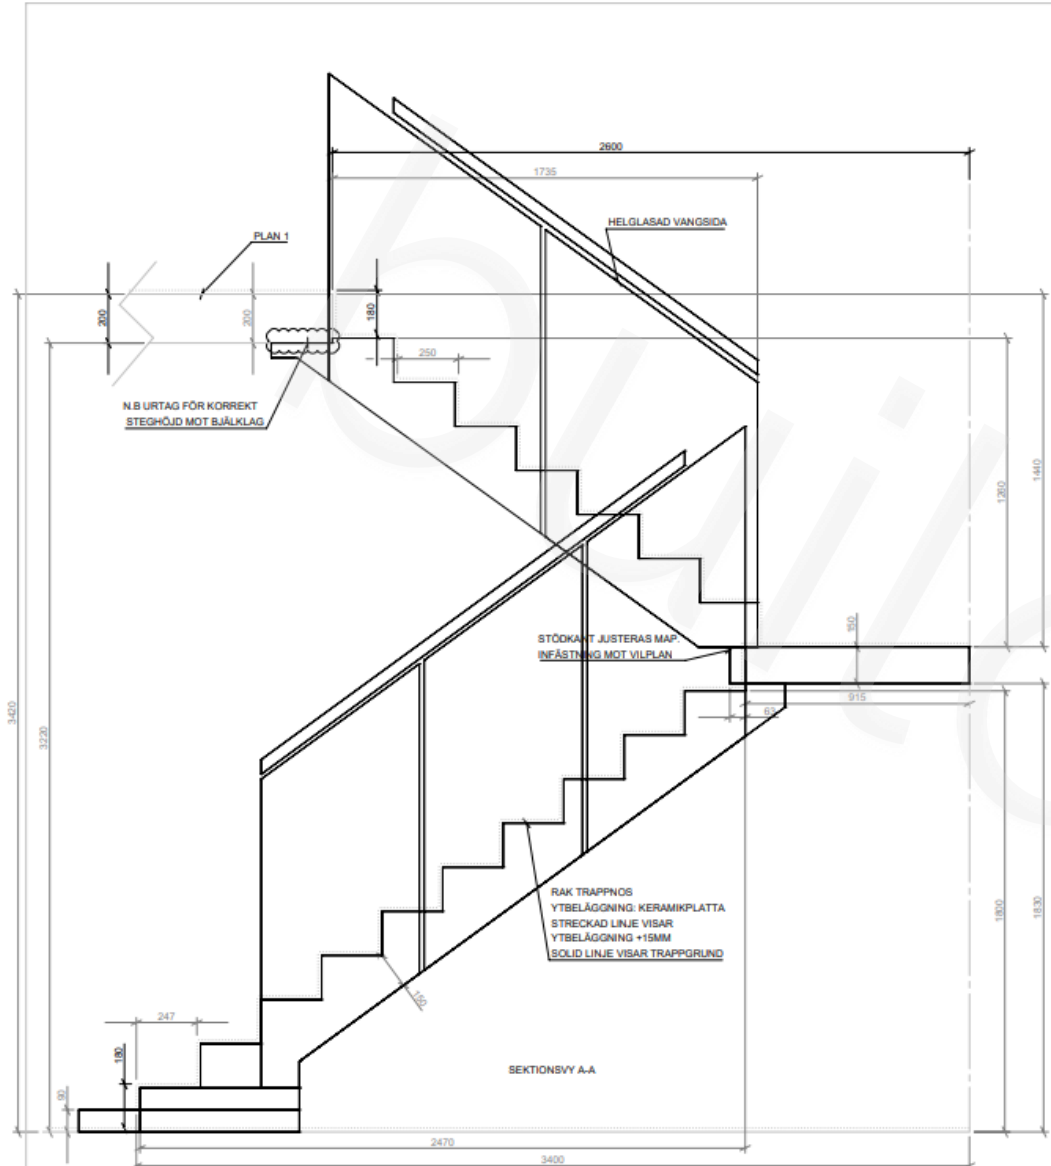 2600
1735
HELGLASAD VANGSIDA
PLAN 1
200
200
180
250
N.B URTAG FÖR KORREKT
STEGHÖJD MOT BJÄLKLAG
1440
1260
STÖDKANT JUSTERAS MAP.
INFÄSTNING MOT VILPLAN
150
915
63
3420
3220
RAK TRAPPNOS
YTBELÄGGNING: KERAMIKPLATTA
STRECKAD LINJE VISAR
YTBELÄGGNING +15MM
SOLID LINJE VISAR TRAPPGRUND
1800
1830
150
247
180
90
SEKTIONSVY A-A
2470
3400